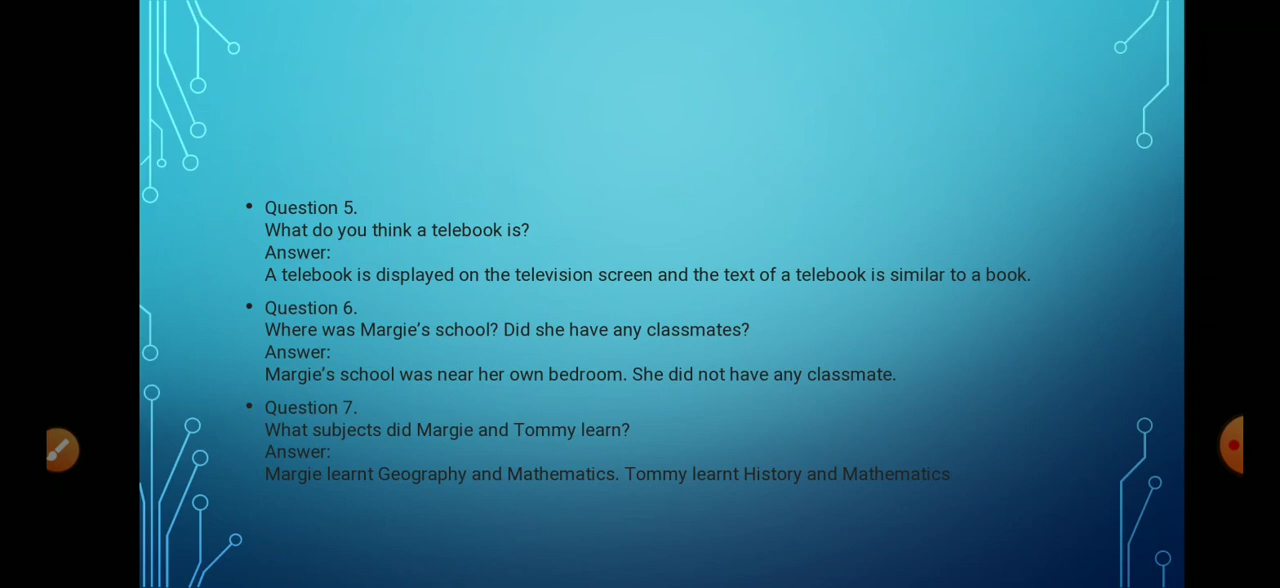 • Question 5.
What do you think a telebook is?
Answer:
A telebook is displayed on the television screen and the text of a telebook is similar to a book.
• Question 6.
Where was Margie’s school? Did she have any classmates?
Answer:
Margie’s school was near her own bedroom. She did not have any classmate.
• Question 7.
What subjects did Margie and Tommy learn?
Answer:
Margie learnt Geography and Mathematics. Tommy learnt History and Mathematics